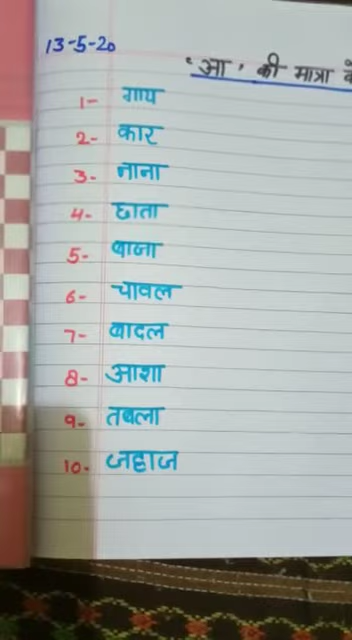 13-5-20
'आ' की मात्रा
1- गाय
2- कार
3- नाना
4- छाता
5- बाजा
6- चावल
7- बादल
8- आशा
9- तबला
10- जहाज